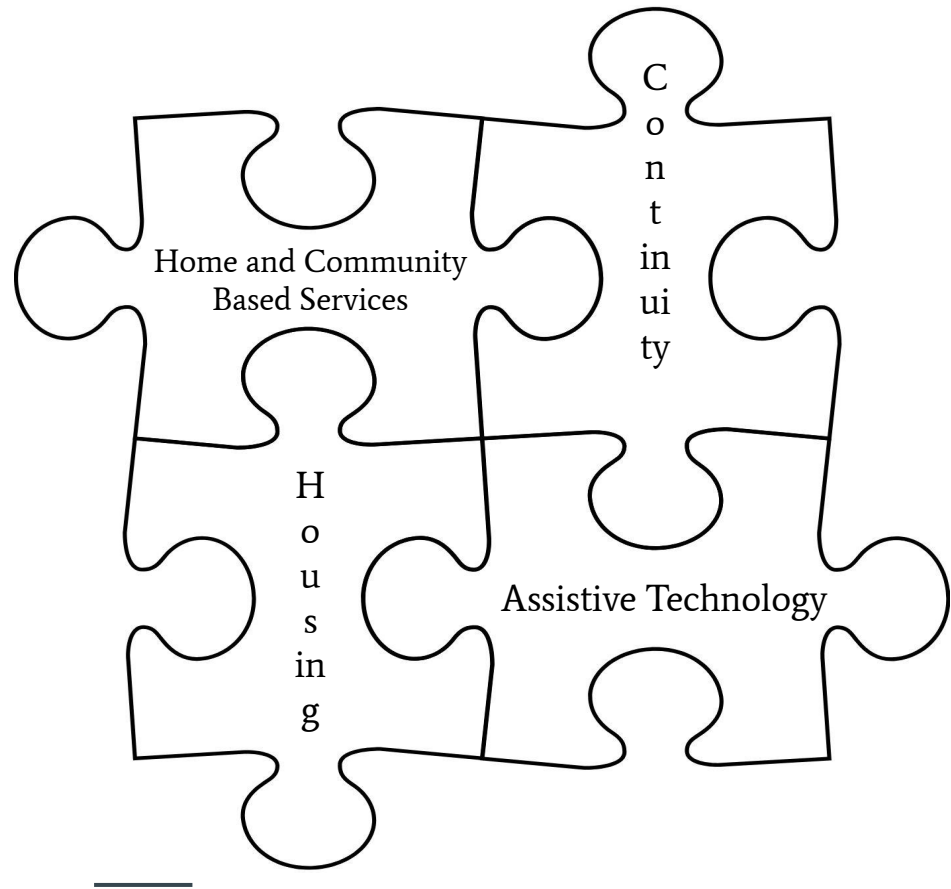 Home and Community
Based Services
C
o
n
t
in
ui
ty
H
o
u
s
in
g
Assistive Technology